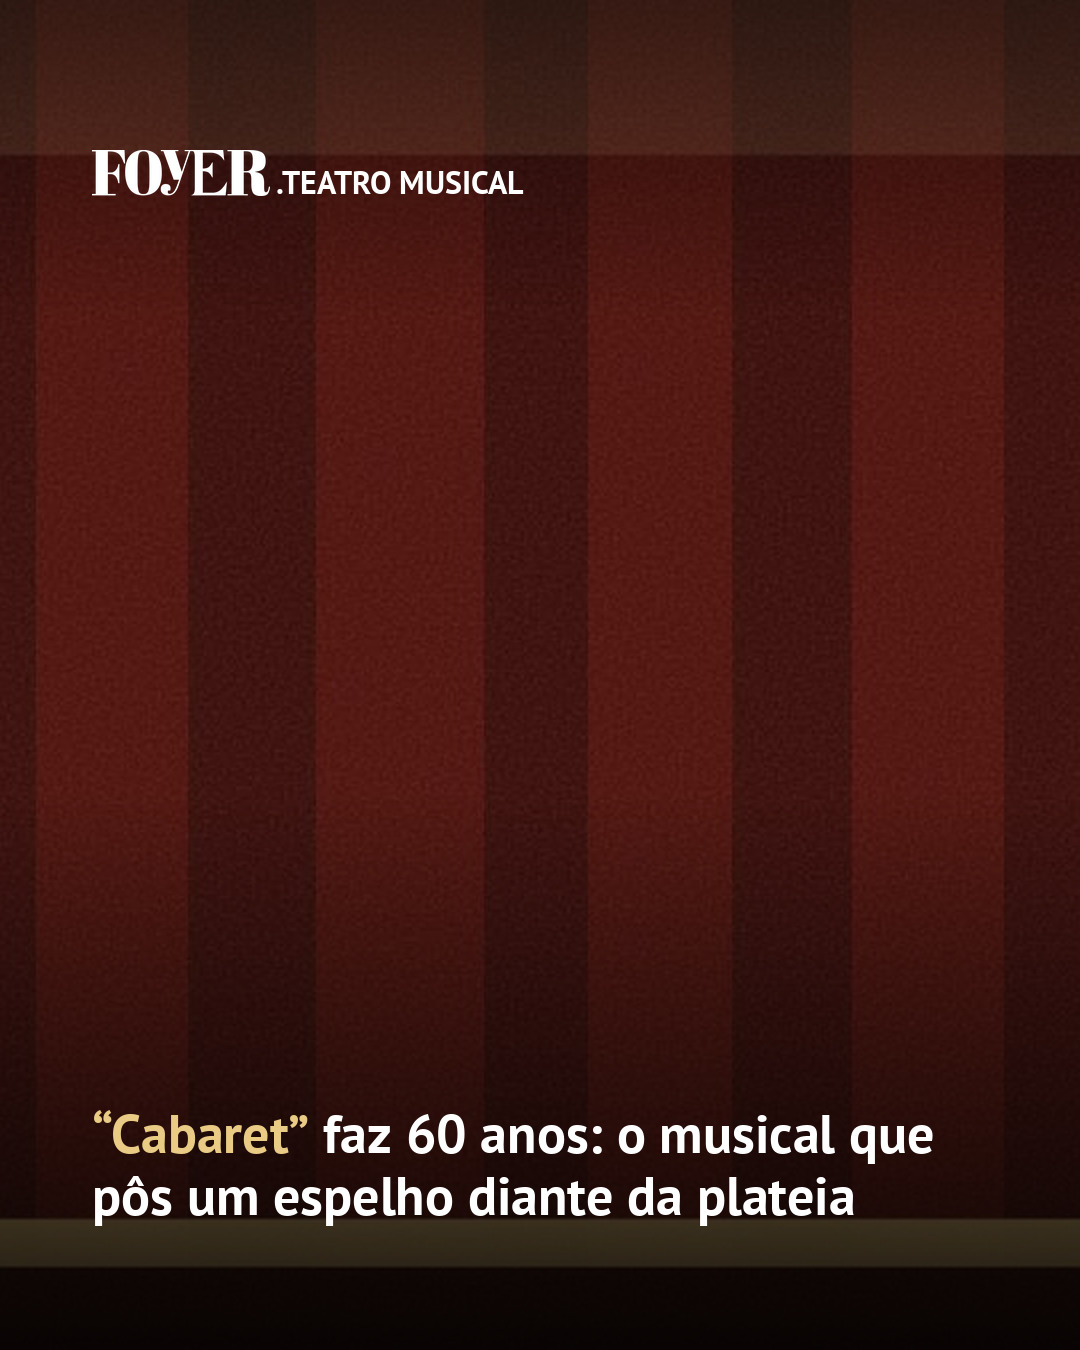 FOYER .TEATRO MUSICAL
“Cabaret” faz 60 anos: o musical que
pôs um espelho diante da plateia